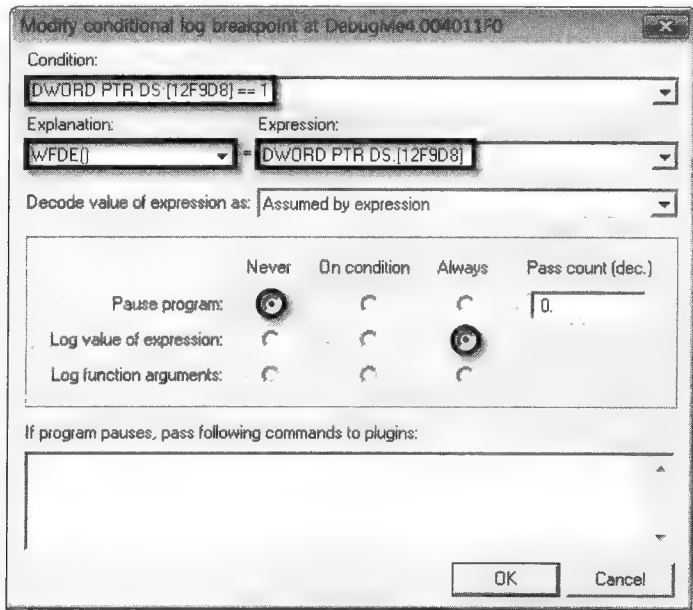 Modify conditional log breakpoint at DebugMe4.004011F0
Condition:
DWORD PTR DS:[12F9D8] == 1
Explanation: Expression:
WFDE() = DWORD PTR DS:[12F9D8]
Decode value of expression as: Assumed by expression
Never On condition Always Pass count (dec.)
Pause program: 0.
Log value of expression:
Log function arguments:
If program pauses, pass following commands to plugins:
OK Cancel